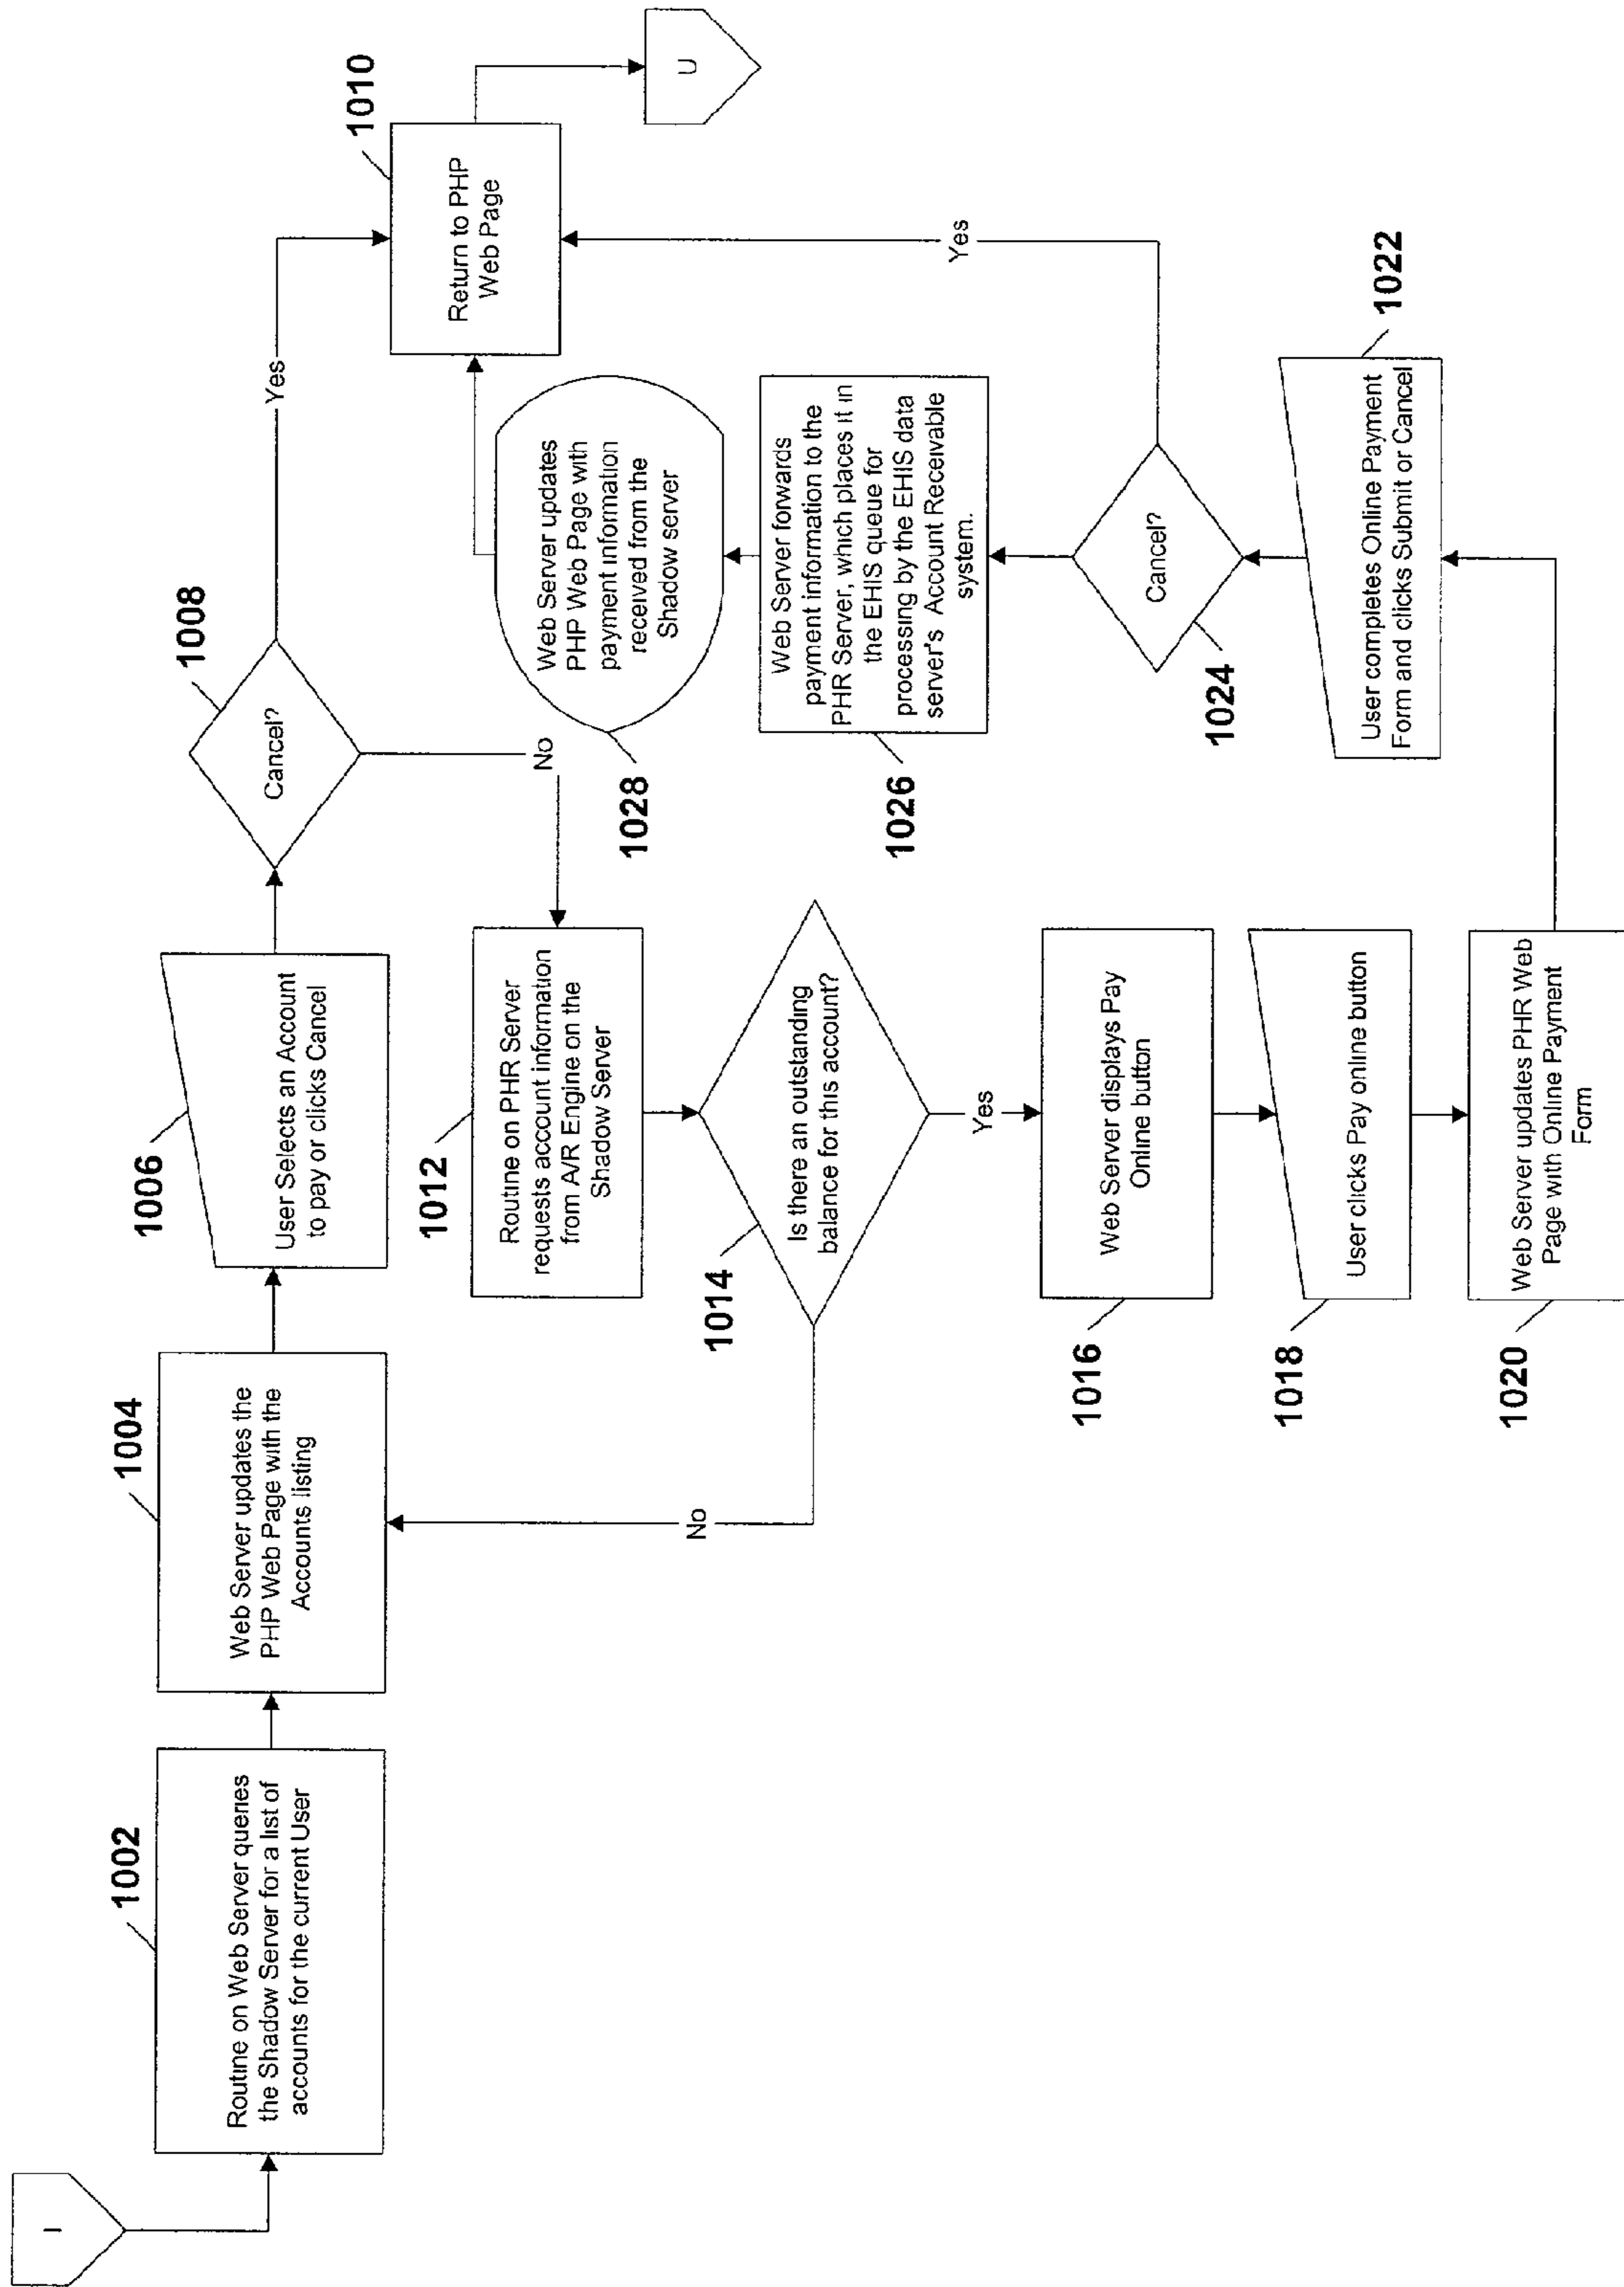 I
1002
Routine on Web Server queries
the Shadow Server for a list of
accounts for the current User
1004
Web Server updates the
PHP Web Page with the
Accounts listing
1006
User Selects an Account
to pay or clicks Cancel
1008
Cancel?
Yes
No
1010
Return to PHP
Web Page
U
1012
Routine on PHR Server
requests account information
from A/R Engine on the
Shadow Server
1014
Is there an outstanding
balance for this account?
No
Yes
1016
Web Server displays Pay
Online button
1018
User clicks Pay online button
1020
Web Server updates PHR Web
Page with Online Payment
Form
1022
User completes Online Payment
Form and clicks Submit or Cancel
1024
Cancel?
Yes
1026
Web Server forwards
payment information to the
PHR Server, which places it in
the EHIS queue for
processing by the EHIS data
server's Account Receivable
system.
1028
Web Server updates
PHP Web Page with
payment information
received from the
Shadow server